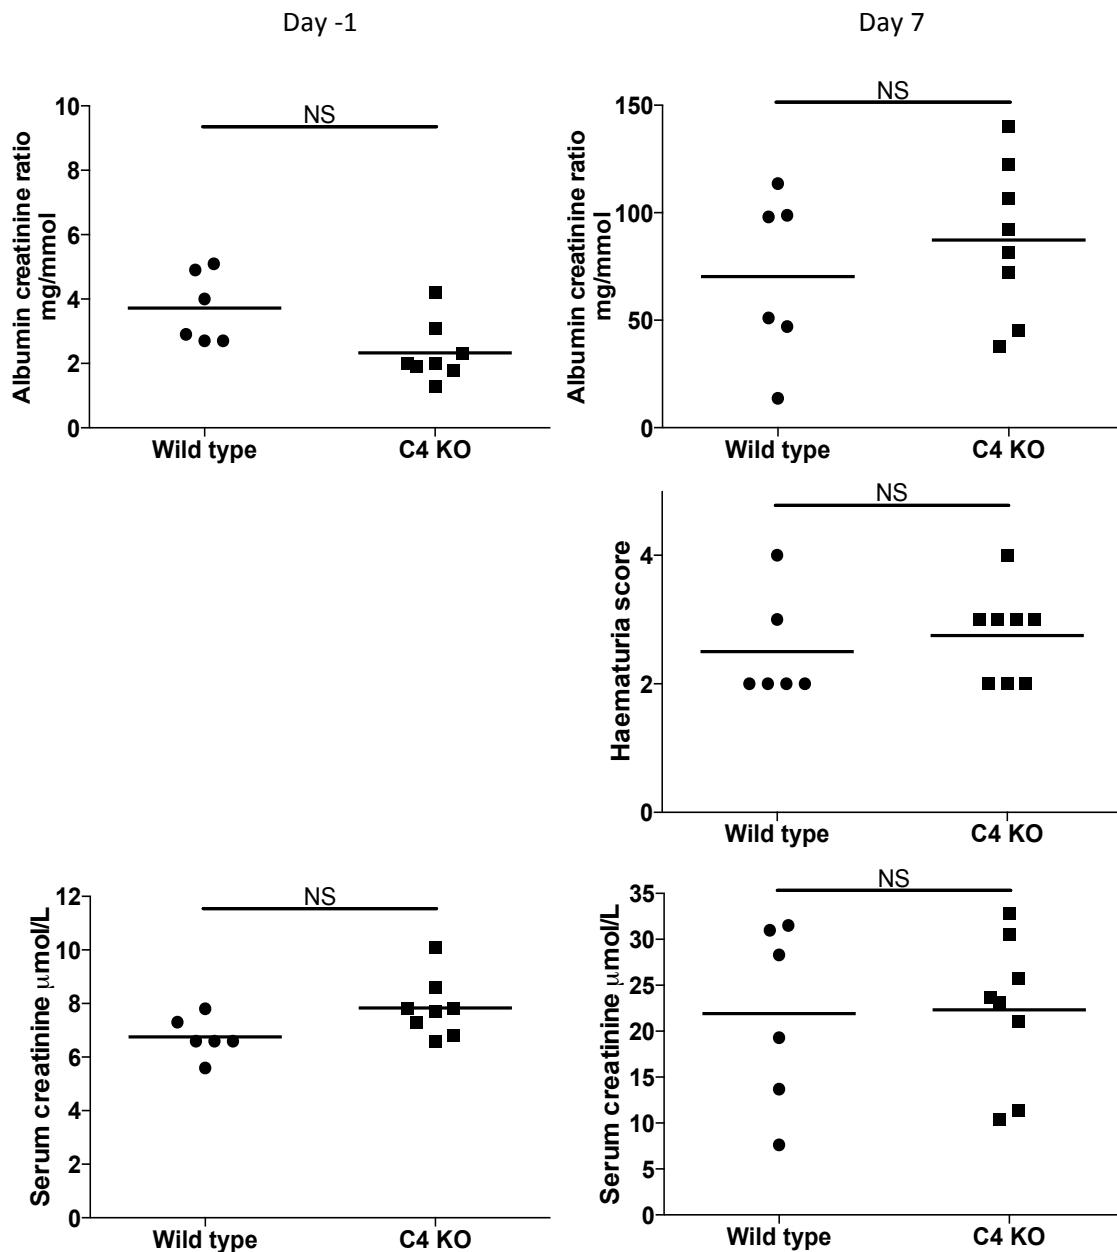 Day -1
Day 7
NS
10
8
6
4
2
0
Albumin creatinine ratio
mg/mmol
Wild type
C4 KO
NS
150
100
50
0
Albumin creatinine ratio
mg/mmol
Wild type
C4 KO
NS
4
2
0
Haematuria score
Wild type
C4 KO
NS
12
10
8
6
4
2
0
Serum creatinine μmol/L
Wild type
C4 KO
NS
35
30
25
20
15
10
5
0
Serum creatinine μmol/L
Wild type
C4 KO